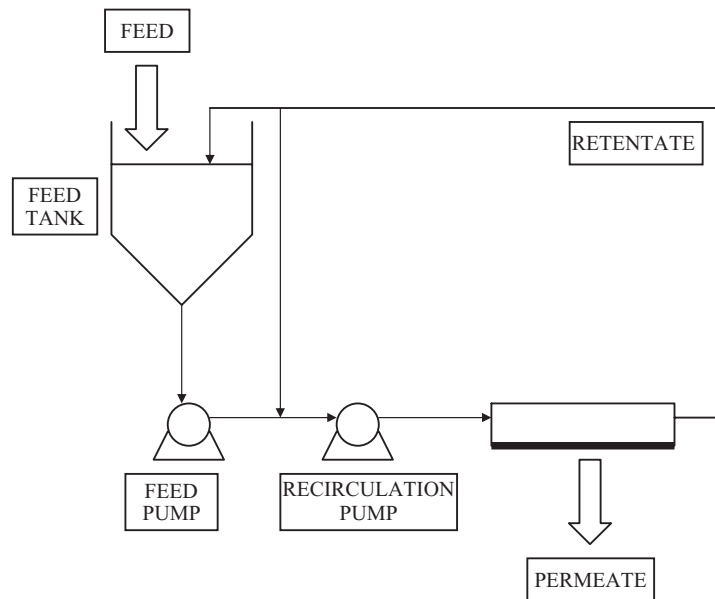 FEED
RETENTATE
FEED
TANK
FEED
PUMP
RECIRCULATION
PUMP
PERMEATE